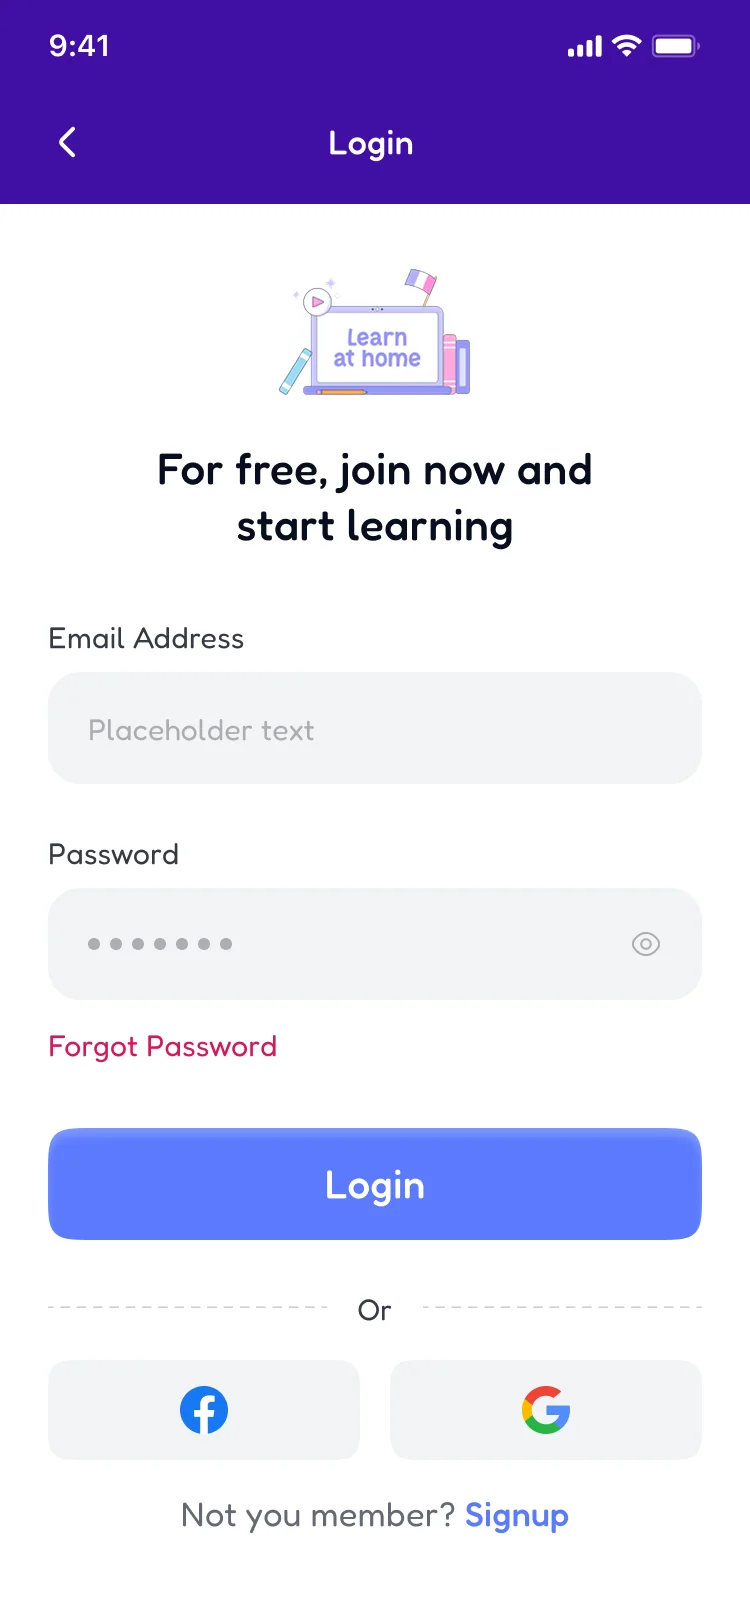 9:41
Login
Learn
at home
For free, join now and
start learning
Email Address
Placeholder text
Password
Forgot Password
Login
Or
Not you member? Signup